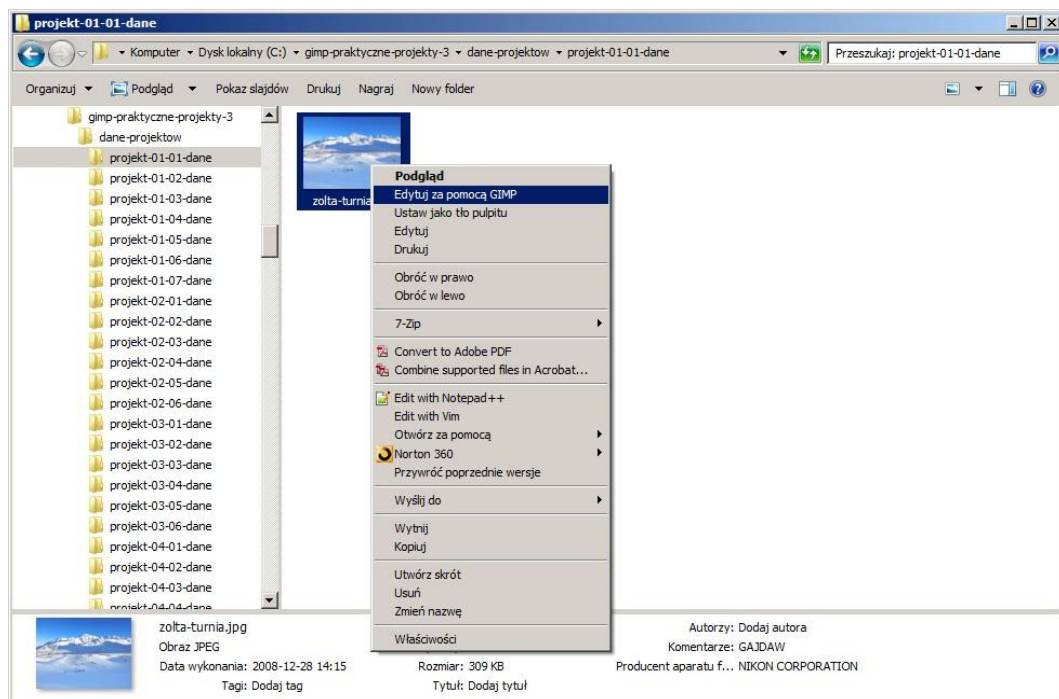 projekt-01-01-dane
Komputer Dysk lokalny (C:) gimp-praktyczne-projekty-3 dane-projektow projekt-01-01-dane
Przeszukaj: projekt-01-01-dane
Organizuj Podgląd Pokaz slajdów Drukuj Nagraj Nowy folder
gimp-praktyczne-projekty-3
dane-projektow
projekt-01-01-dane
projekt-01-02-dane
projekt-01-03-dane
projekt-01-04-dane
projekt-01-05-dane
projekt-01-06-dane
projekt-01-07-dane
projekt-02-01-dane
projekt-02-02-dane
projekt-02-03-dane
projekt-02-04-dane
projekt-02-05-dane
projekt-02-06-dane
projekt-03-01-dane
projekt-03-02-dane
projekt-03-03-dane
projekt-03-04-dane
projekt-03-05-dane
projekt-03-06-dane
projekt-04-01-dane
projekt-04-02-dane
projekt-04-03-dane
projekt-04-04-dane
zolta-turnia
Podgląd
Edytuj za pomocą GIMP
Ustaw jako tło pulpitu
Edytuj
Drukuj
Obróć w prawo
Obróć w lewo
7-Zip
Convert to Adobe PDF
Combine supported files in Acrobat...
Edit with Notepad++
Edit with Vim
Otwórz za pomocą
Norton 360
Przywróć poprzednie wersje
Wyślij do
Wytnij
Kopiuj
Utwórz skrót
Usuń
Zmień nazwę
Właściwości
zolta-turnia.jpg
Obraz JPEG
Data wykonania: 2008-12-28 14:15
Tagi: Dodaj tag
Rozmiar: 309 KB
Tytuł: Dodaj tytuł
Autorzy: Dodaj autora
Komentarze: GAJDAW
Producent aparatu f... NIKON CORPORATION